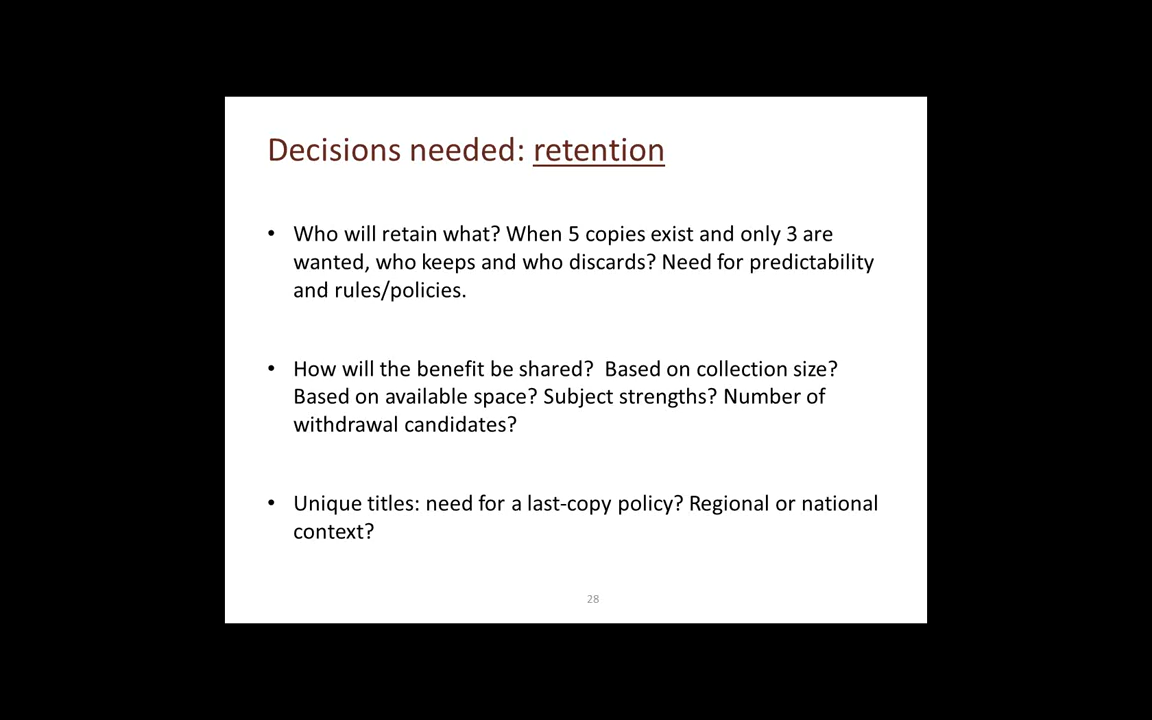 Decisions needed: retention
• Who will retain what? When 5 copies exist and only 3 are
wanted, who keeps and who discards? Need for predictability
and rules/policies.
• How will the benefit be shared?  Based on collection size?
Based on available space? Subject strengths? Number of
withdrawal candidates?
• Unique titles: need for a last-copy policy? Regional or national
context?
28